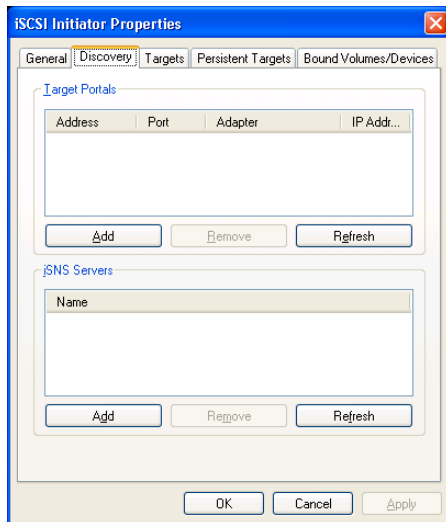 iSCSI Initiator Properties
General Discovery Targets Persistent Targets Bound Volumes/Devices
Target Portals
Address Port Adapter IP Addr...
Add Remove Refresh
iSNS Servers
Name
Add Remove Refresh
OK Cancel Apply